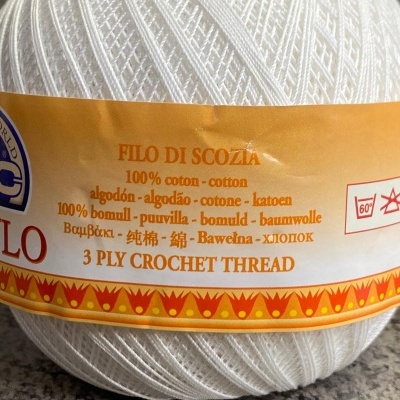 FILO DI SCOZIA
100% coton - cotton
algodón - algodão - cotone - katoen
100% bomull - puuvilla - bomuld - baumwolle
Βαμβάκι - 纯棉 - 綿 - Bawełna - хлопок
3 PLY CROCHET THREAD
LO
60°